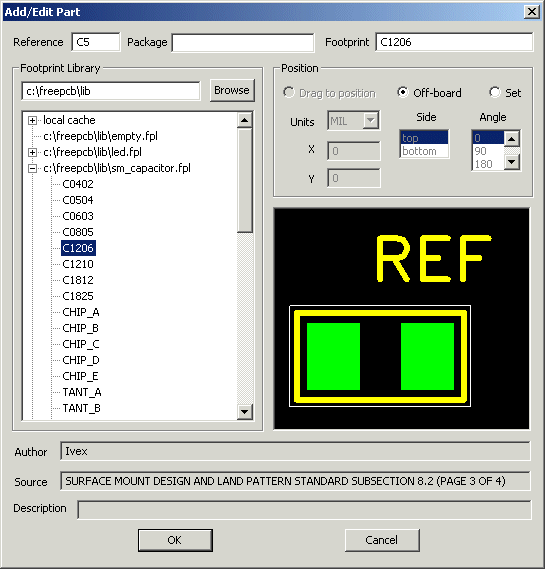 Add/Edit Part
Reference C5 Package Footprint C1206
Footprint Library
c:\freepcb\lib Browse
local cache
c:\freepcb\lib\empty.fpl
c:\freepcb\lib\led.fpl
c:\freepcb\lib\sm_capacitor.fpl
C0402
C0504
C0603
C0805
C1206
C1210
C1812
C1825
CHIP_A
CHIP_B
CHIP_C
CHIP_D
CHIP_E
TANT_A
TANT_B
Position
Drag to position Off-board Set
Units MIL Side Angle
X 0 top 0
bottom 90
Y 0 180
REF
Author Ivex
Source SURFACE MOUNT DESIGN AND LAND PATTERN STANDARD SUBSECTION 8.2 (PAGE 3 OF 4)
Description
OK Cancel